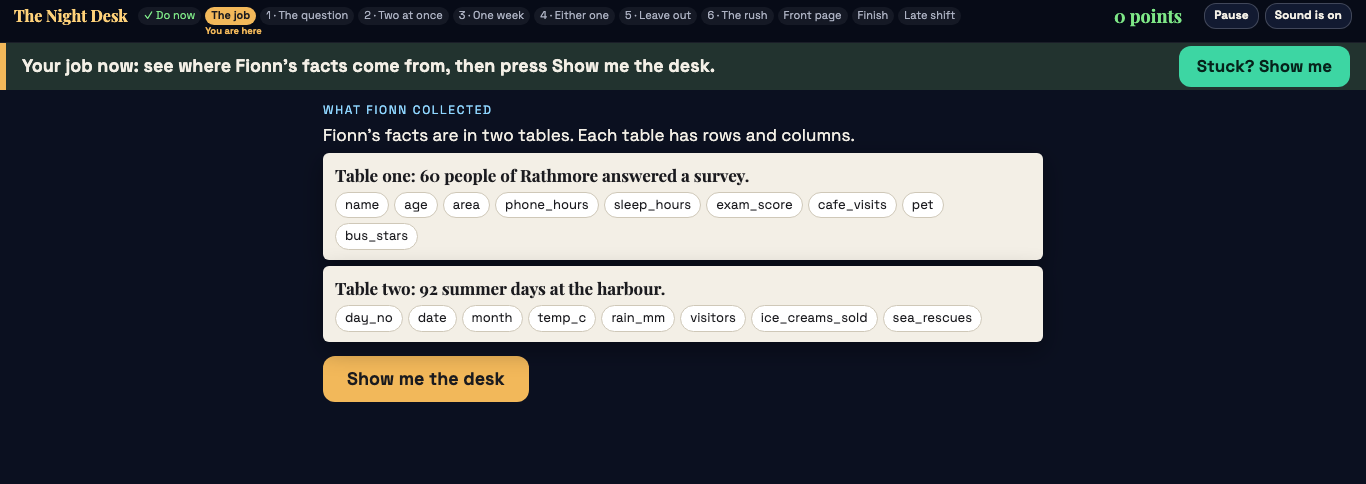 The Night Desk ✓ Do now The job 1 · The question 2 · Two at once 3 · One week 4 · Either one 5 · Leave out 6 · The rush Front page Finish Late shift 0 points Pause Sound is on
You are here
Your job now: see where Fionn's facts come from, then press Show me the desk. Stuck? Show me
WHAT FIONN COLLECTED
Fionn's facts are in two tables. Each table has rows and columns.
Table one: 60 people of Rathmore answered a survey.
name age area phone_hours sleep_hours exam_score cafe_visits pet
bus_stars
Table two: 92 summer days at the harbour.
day_no date month temp_c rain_mm visitors ice_creams_sold sea_rescues
Show me the desk